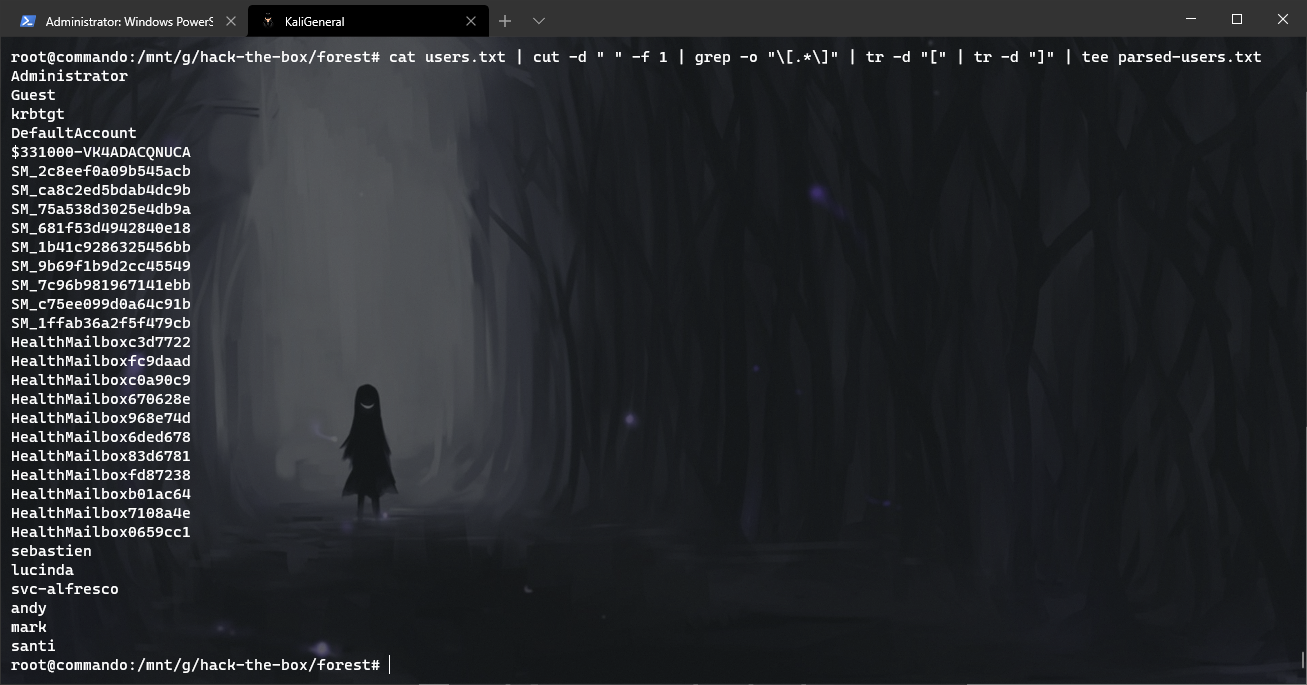 Administrator: Windows PowerS
KaliGeneral
root@commando:/mnt/g/hack-the-box/forest# cat users.txt | cut -d " " -f 1 | grep -o "\[.*\]" | tr -d "[" | tr -d "]" | tee parsed-users.txt
Administrator
Guest
krbtgt
DefaultAccount
$331000-VK4ADACQNUCA
SM_2c8eef0a09b545acb
SM_ca8c2ed5bdab4dc9b
SM_75a538d3025e4db9a
SM_681f53d4942840e18
SM_1b41c9286325456bb
SM_9b69f1b9d2cc45549
SM_7c96b981967141ebb
SM_c75ee099d0a64c91b
SM_1ffab36a2f5f479cb
HealthMailboxc3d7722
HealthMailboxfc9daad
HealthMailboxc0a90c9
HealthMailbox670628e
HealthMailbox968e74d
HealthMailbox6ded678
HealthMailbox83d6781
HealthMailboxfd87238
HealthMailboxb01ac64
HealthMailbox7108a4e
HealthMailbox0659cc1
sebastien
lucinda
svc-alfresco
andy
mark
santi
root@commando:/mnt/g/hack-the-box/forest#